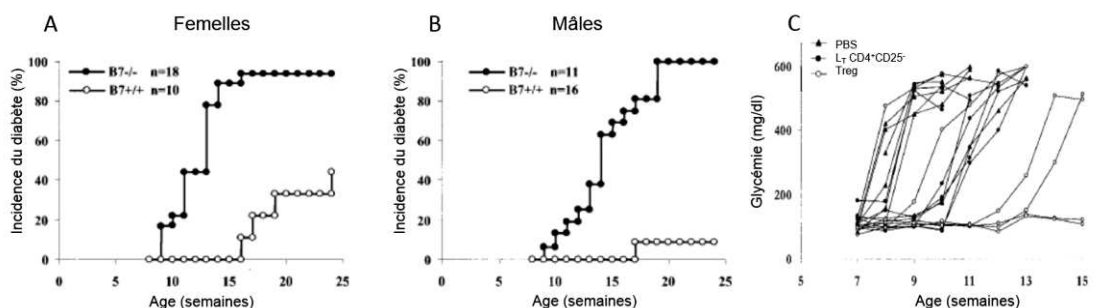 A
Femelles
B7-/- n=18
B7+/+ n=10
Incidence du diabète (%)
100
80
60
40
20
0
0 5 10 15 20 25
Age (semaines)
B
Mâles
B7-/- n=11
B7+/+ n=16
Incidence du diabète (%)
100
80
60
40
20
0
0 5 10 15 20 25
Age (semaines)
C
PBS
LT CD4+CD25-
Treg
Glycémie (mg/dl)
600
400
200
100
0
5 7 9 11 13 15
Age (semaines)